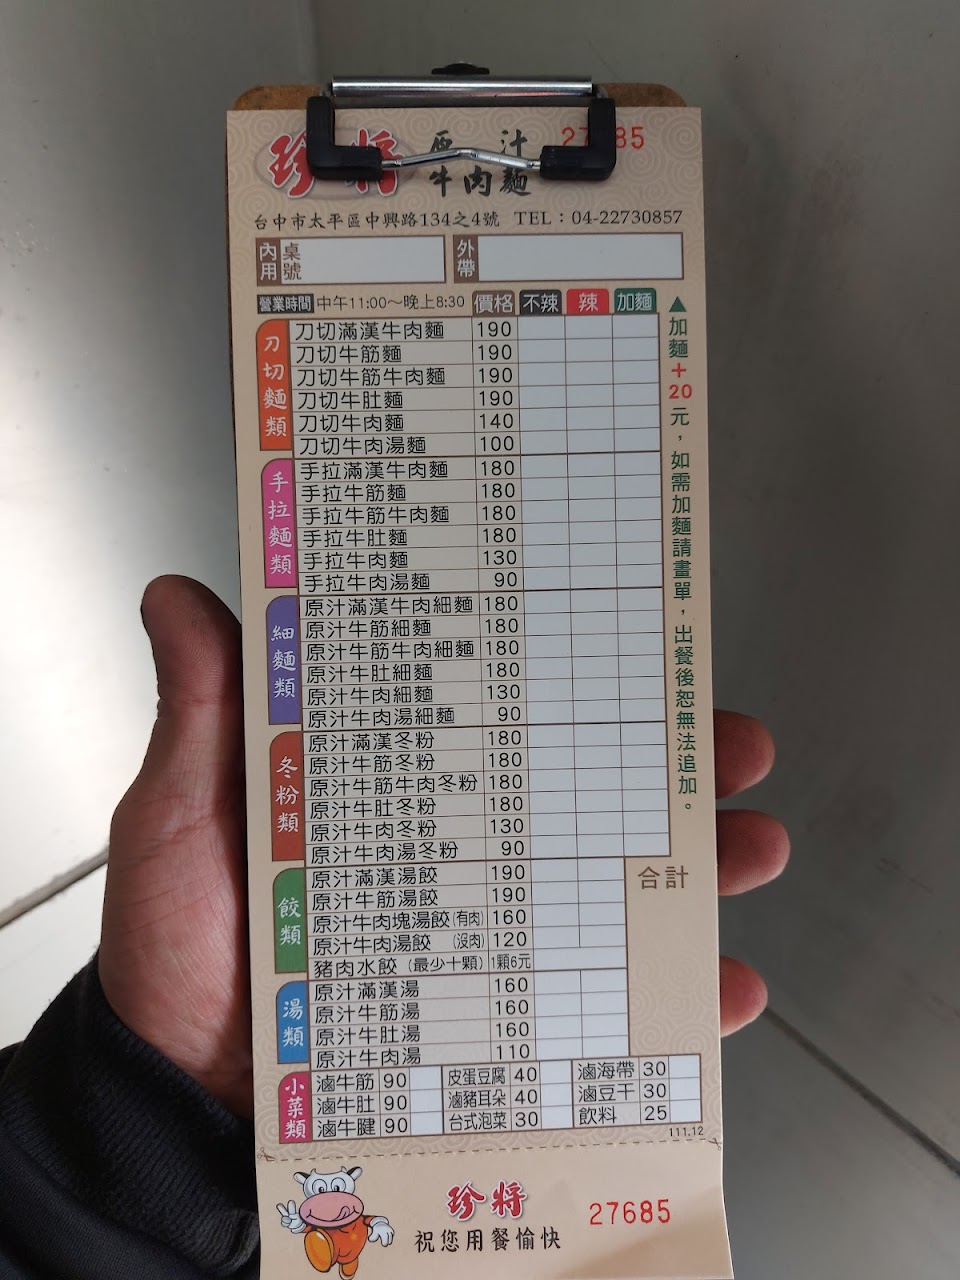 珍將 原汁
牛肉麵
台中市太平區中興路134之4號 TEL：04-22730857
內用 桌號 外帶
營業時間 中午11:00～晚上8:30 價格 不辣 辣 加麵
刀切麵類
刀切滿漢牛肉麵 190
刀切牛筋麵 190
刀切牛筋牛肉麵 190
刀切牛肚麵 190
刀切牛肉麵 140
刀切牛肉湯麵 100
手拉麵類
手拉滿漢牛肉麵 180
手拉牛筋麵 180
手拉牛筋牛肉麵 180
手拉牛肚麵 180
手拉牛肉麵 130
手拉牛肉湯麵 90
細麵類
原汁滿漢牛肉細麵 180
原汁牛筋細麵 180
原汁牛筋牛肉細麵 180
原汁牛肚細麵 180
原汁牛肉細麵 130
原汁牛肉湯細麵 90
冬粉類
原汁滿漢冬粉 180
原汁牛筋冬粉 180
原汁牛筋牛肉冬粉 180
原汁牛肚冬粉 180
原汁牛肉冬粉 130
原汁牛肉湯冬粉 90
▲加麵+20元，如需加麵請畫單，出餐後恕無法追加。
餃類
原汁滿漢湯餃 190
原汁牛筋湯餃 190
原汁牛肉塊湯餃(有肉) 160
原汁牛肉湯餃 (沒肉) 120
豬肉水餃 (最少十顆) 1顆6元
合計
湯類
原汁滿漢湯 160
原汁牛筋湯 160
原汁牛肚湯 160
原汁牛肉湯 110
小菜類
滷牛筋 90 皮蛋豆腐 40 滷海帶 30
滷牛肚 90 滷豬耳朵 40 滷豆干 30
滷牛腱 90 台式泡菜 30 飲料 25
111.12
珍將
祝您用餐愉快
27685